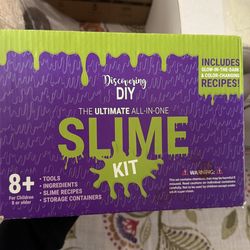 Discovering
DIY
THE ULTIMATE ALL-IN-ONE
SLIME
KIT
INCLUDES
GLOW-IN-THE-DARK
& COLOR-CHANGING
RECIPES!
8+
For Children
8 or older
• TOOLS
• INGREDIENTS
• SLIME RECIPES
• STORAGE CONTAINERS
WARNING: